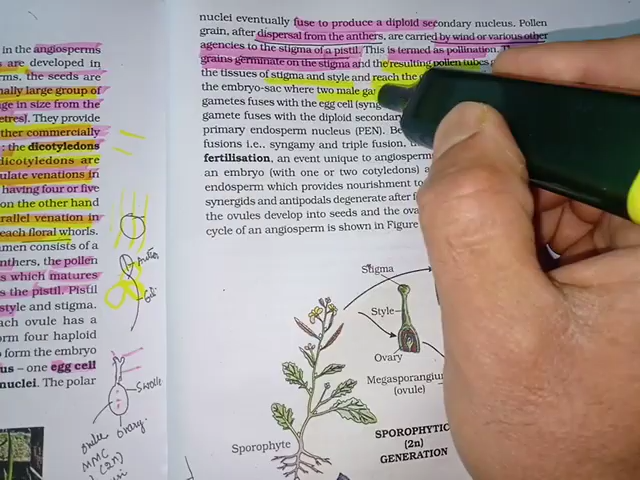 in the angiosperms
are developed in
rms, the seeds are
nally large group of
ge in size from the
etres). They provide
ther commercially
: the dicotyledons
dicotyledons are
ulate venations in
having four or five
on the other hand
rallel venation in
each floral whorls.
amen consists of a
nthers, the pollen
s which matures
s the pistil. Pistil
style and stigma.
ach ovule has a
orm four haploid
o form the embryo
us – one egg cell
nuclei. The polar
Anther
Style
ovule ovary.
MMC
(2n)
nuclei eventually fuse to produce a diploid secondary nucleus. Pollen
grain, after dispersal from the anthers, are carried by wind or various other
agencies to the stigma of a pistil. This is termed as pollination.
grains germinate on the stigma and the resulting pollen tubes
the tissues of stigma and style and reach the
the embryo-sac where two male ga
gametes fuses with the egg cell (syng
gamete fuses with the diploid secondar
primary endosperm nucleus (PEN). Be
fusions i.e., syngamy and triple fusion,
fertilisation, an event unique to angiosperm
an embryo (with one or two cotyledons) a
endosperm which provides nourishment to
synergids and antipodals degenerate after
the ovules develop into seeds and the ova
cycle of an angiosperm is shown in Figure
Stigma
Style
Ovary
Megasporangium
(ovule)
Sporophyte
SPOROPHYTIC
(2n)
GENERATION